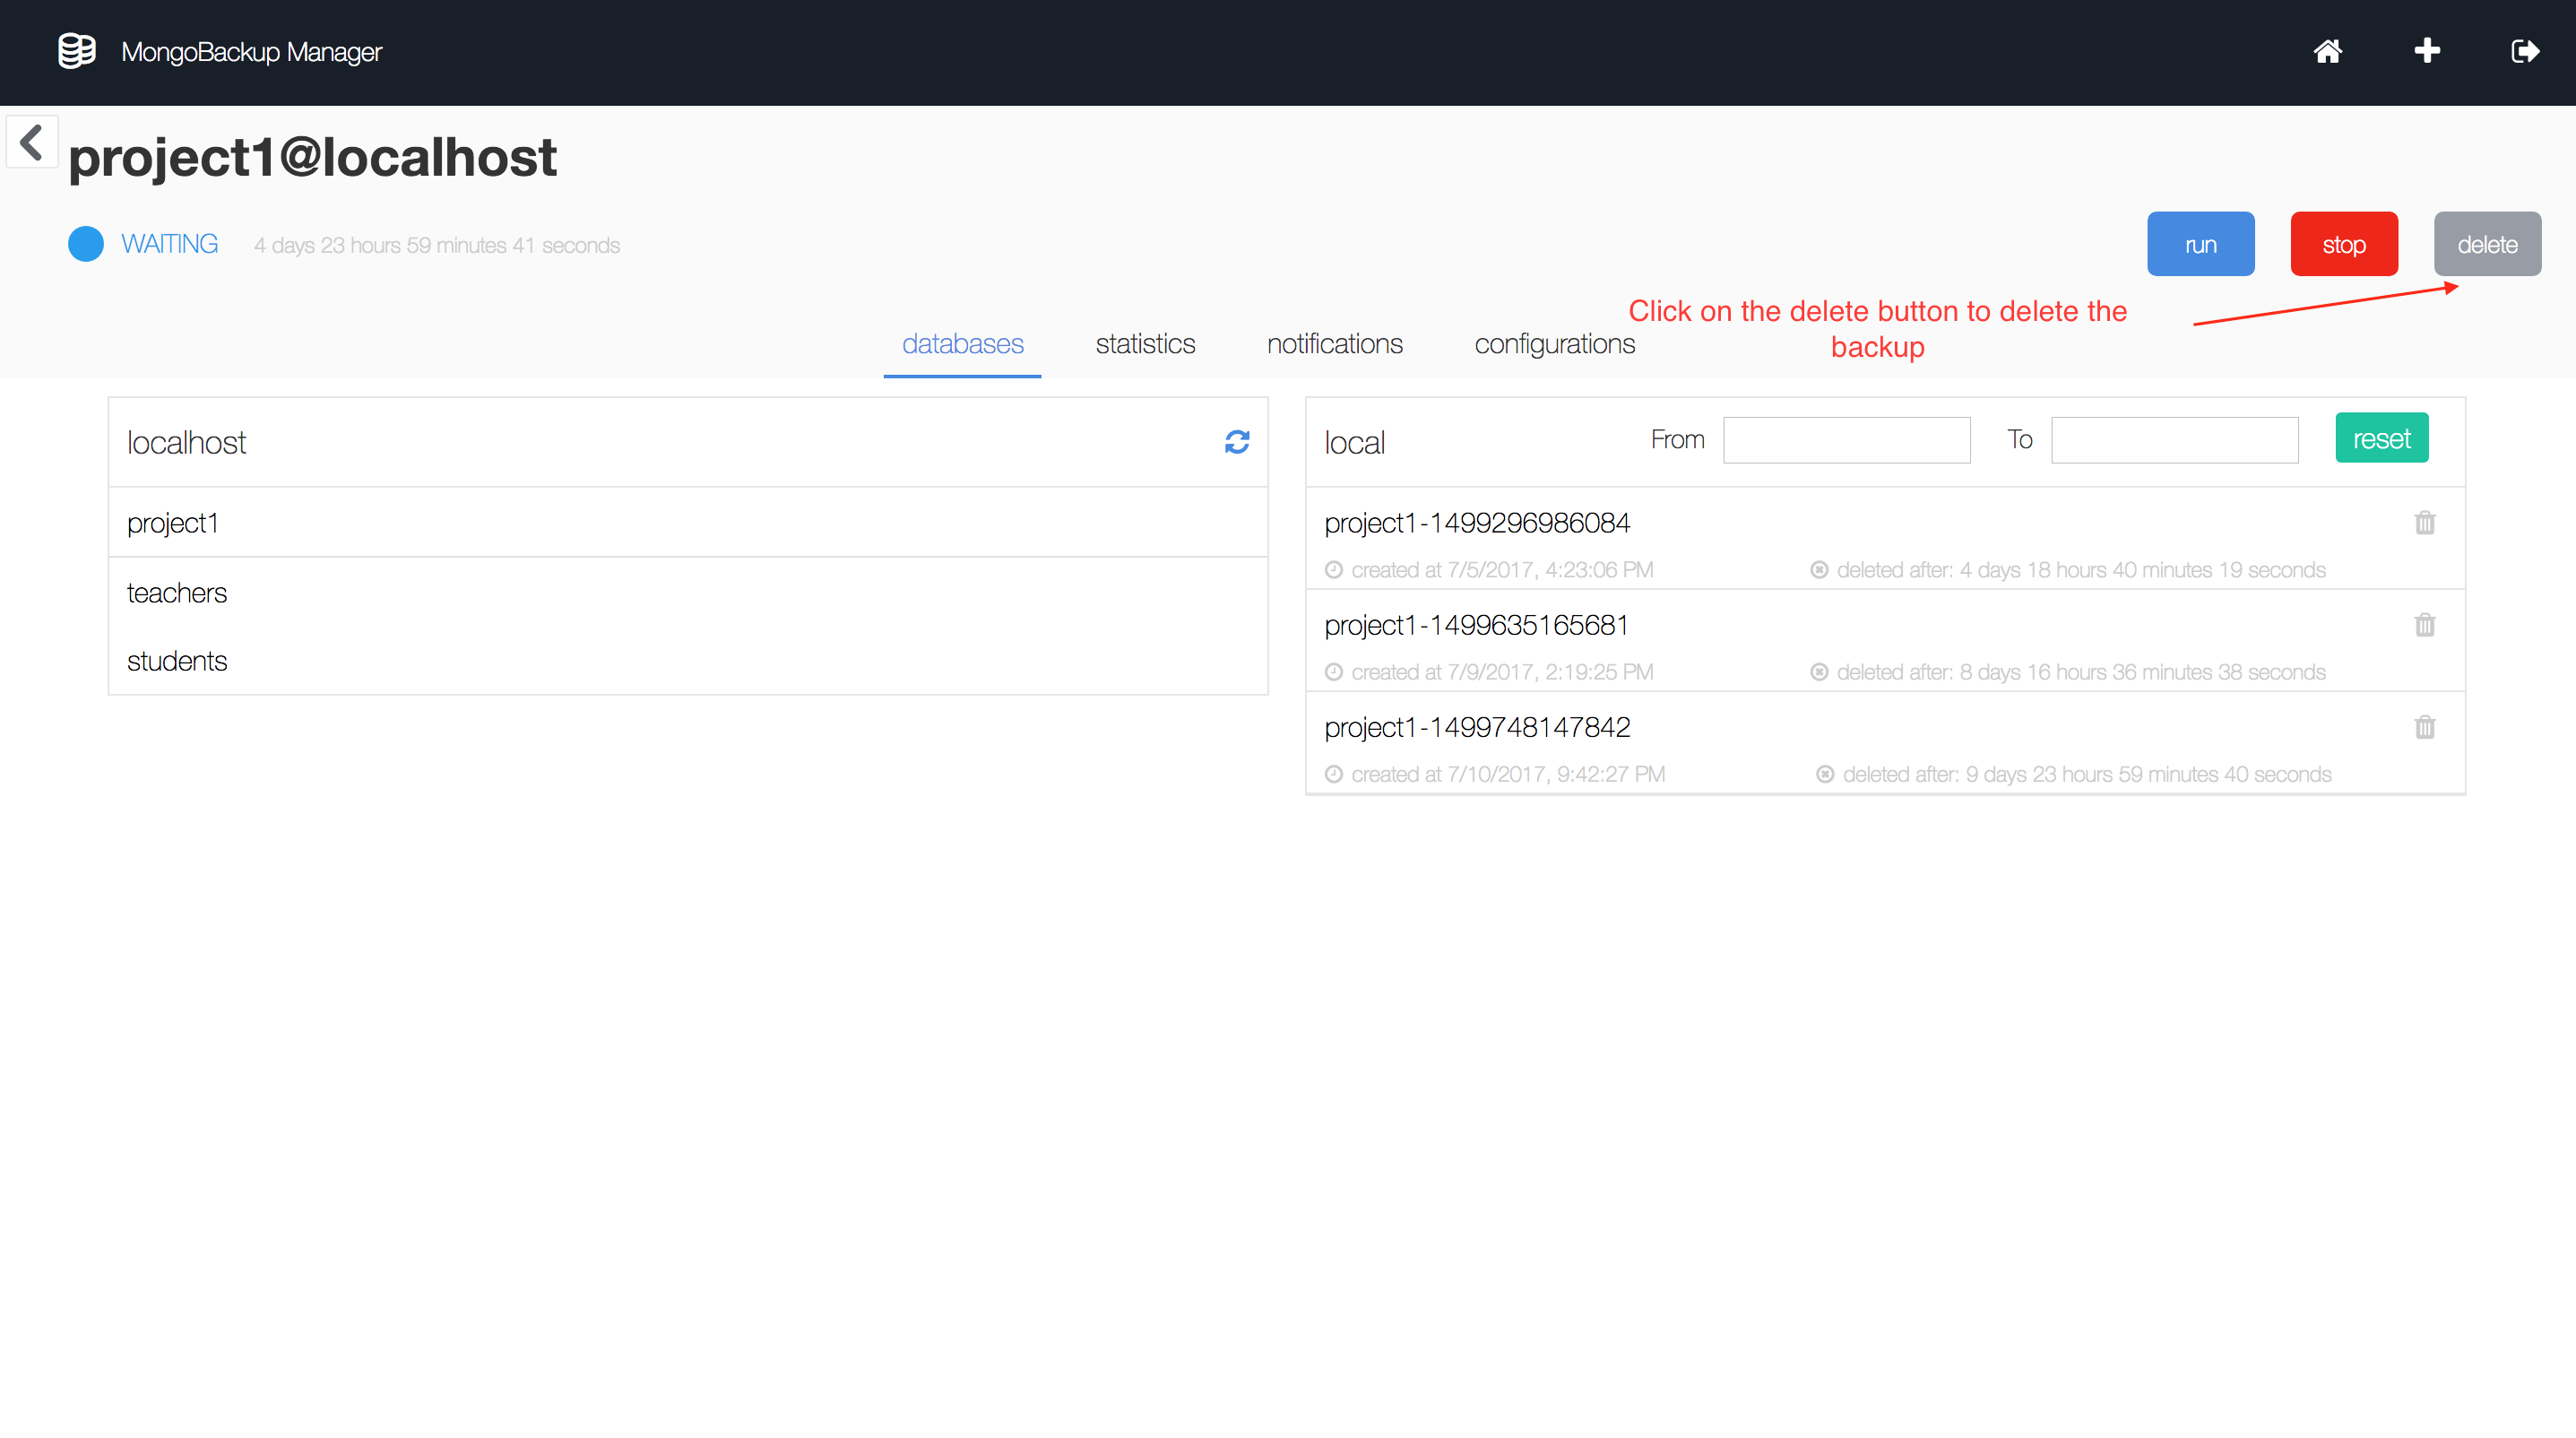 MongoBackup Manager
project1@localhost
WAITING 4 days 23 hours 59 minutes 41 seconds
run stop delete
Click on the delete button to delete the
backup
databases statistics notifications configurations
localhost
project1
teachers
students
local From To reset
project1-1499296986084
created at 7/5/2017, 4:23:06 PM deleted after: 4 days 18 hours 40 minutes 19 seconds
project1-1499635165681
created at 7/9/2017, 2:19:25 PM deleted after: 8 days 16 hours 36 minutes 38 seconds
project1-1499748147842
created at 7/10/2017, 9:42:27 PM deleted after: 9 days 23 hours 59 minutes 40 seconds